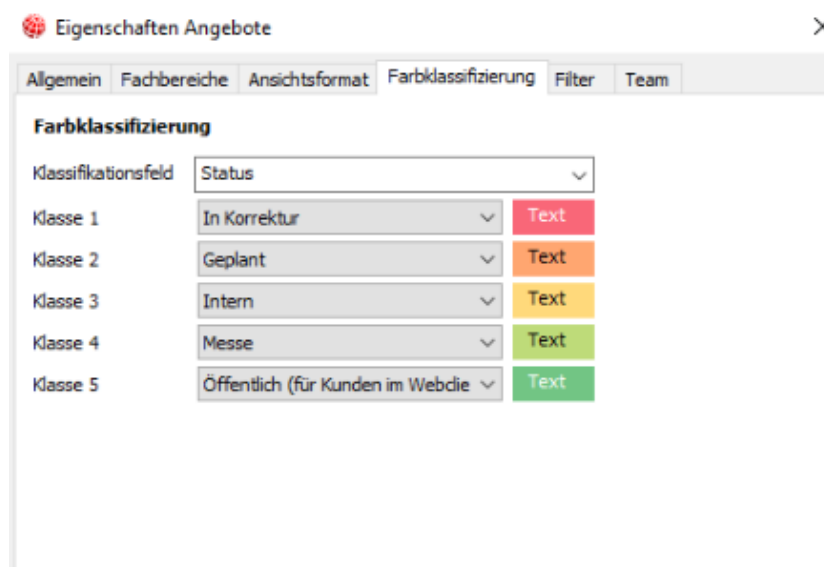 Eigenschaften Angebote
Allgemein Fachbereiche Ansichtsformat Farbklassifizierung Filter Team
Farbklassifizierung
Klassifikationsfeld Status
Klasse 1 In Korrektur Text
Klasse 2 Geplant Text
Klasse 3 Intern Text
Klasse 4 Messe Text
Klasse 5 Öffentlich (für Kunden im Webclie Text